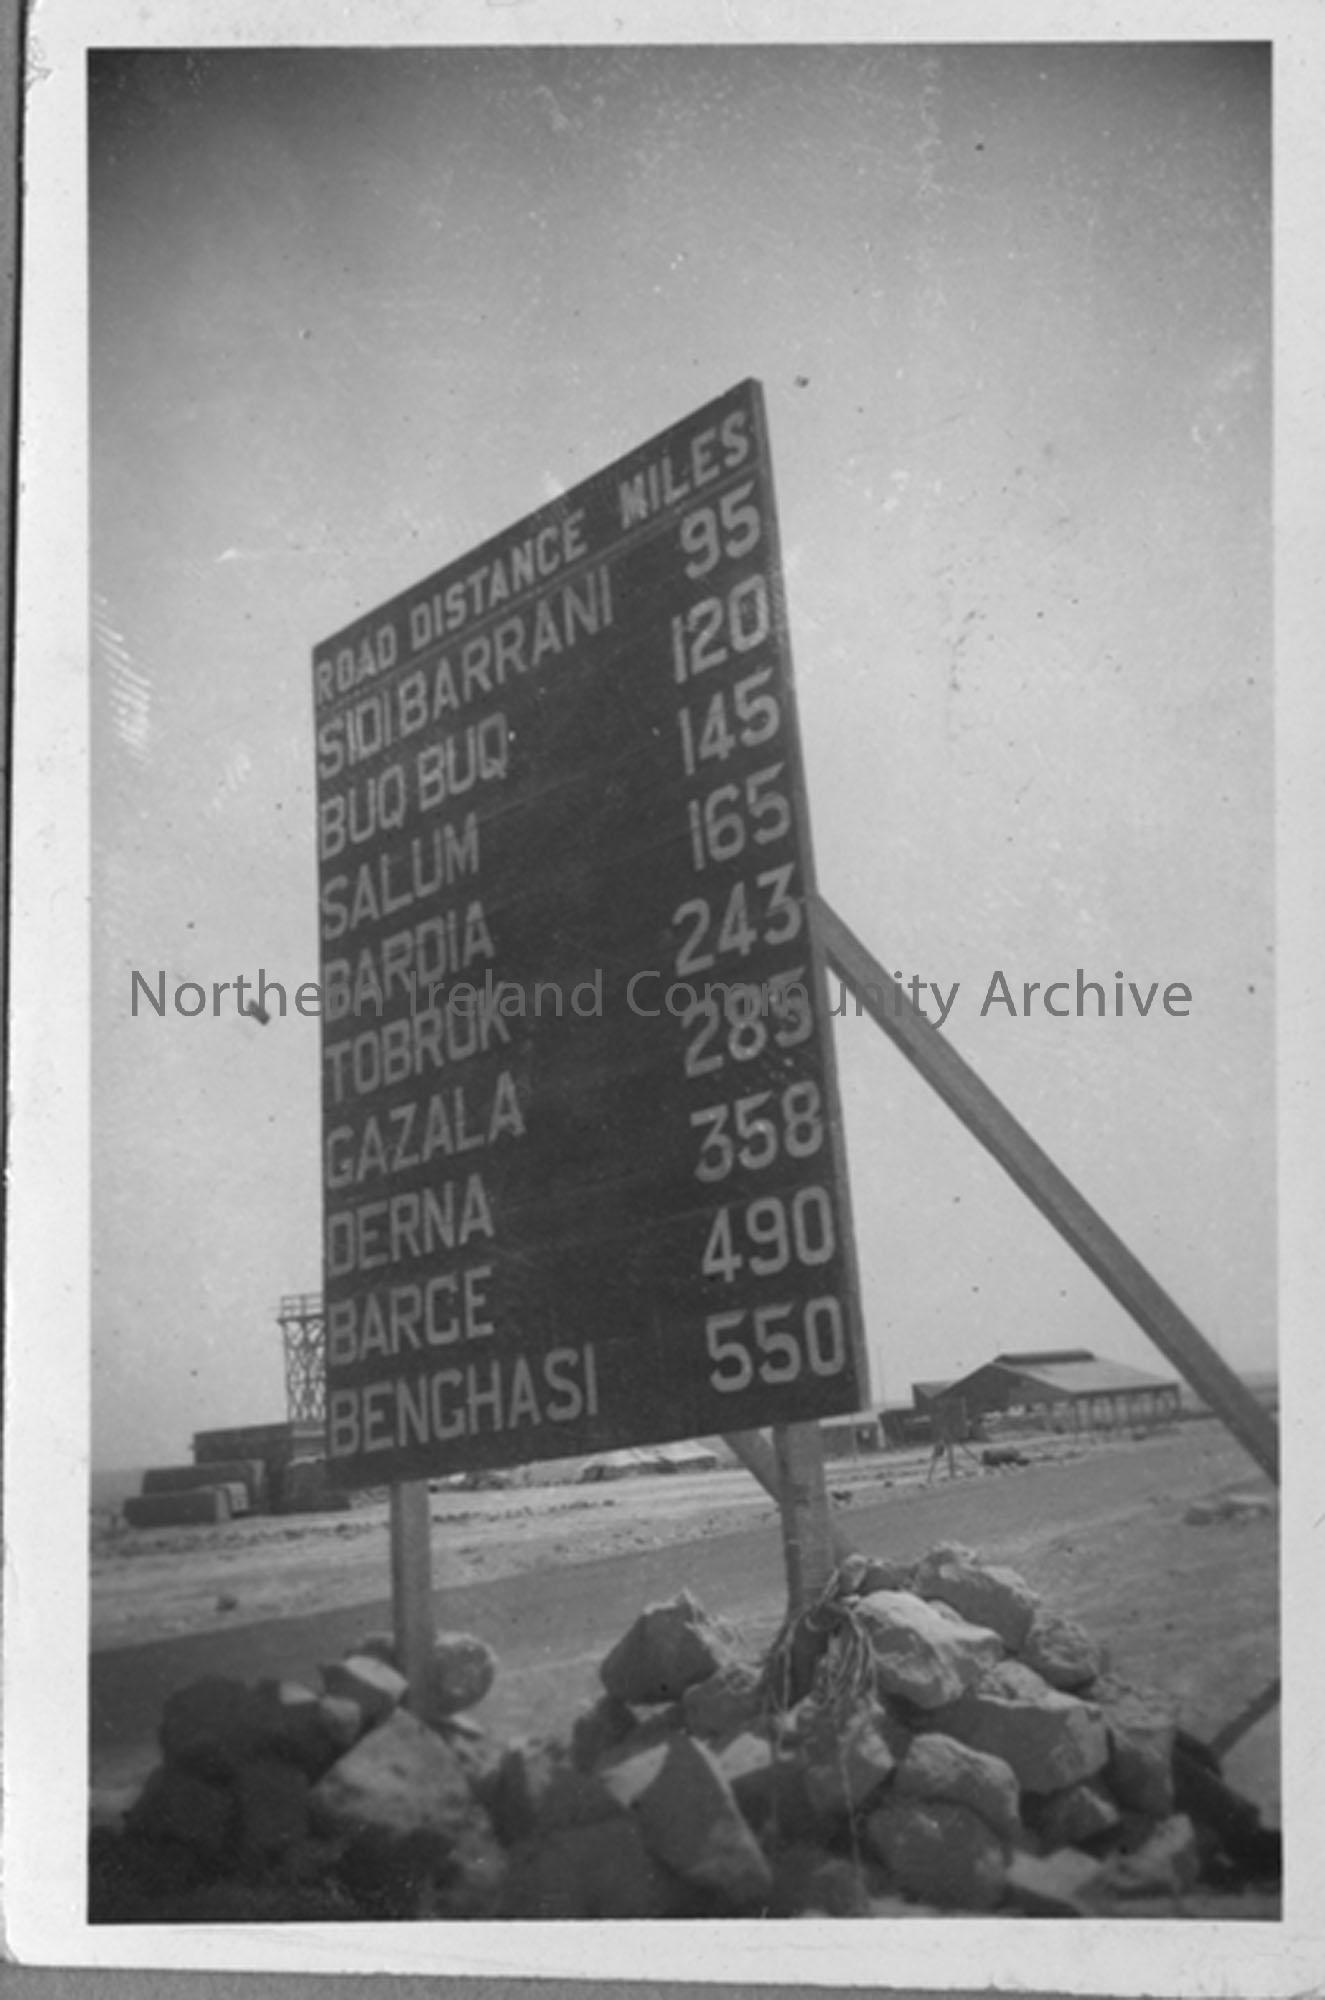 ROAD DISTANCE MILES
SIDI BARRANI 95
BUQ BUQ 120
SALUM 145
BARDIA 165
TOBRUK 243
GAZALA 285
DERNA 358
BARCE 490
BENGHASI 550
Northern Ireland Community Archive